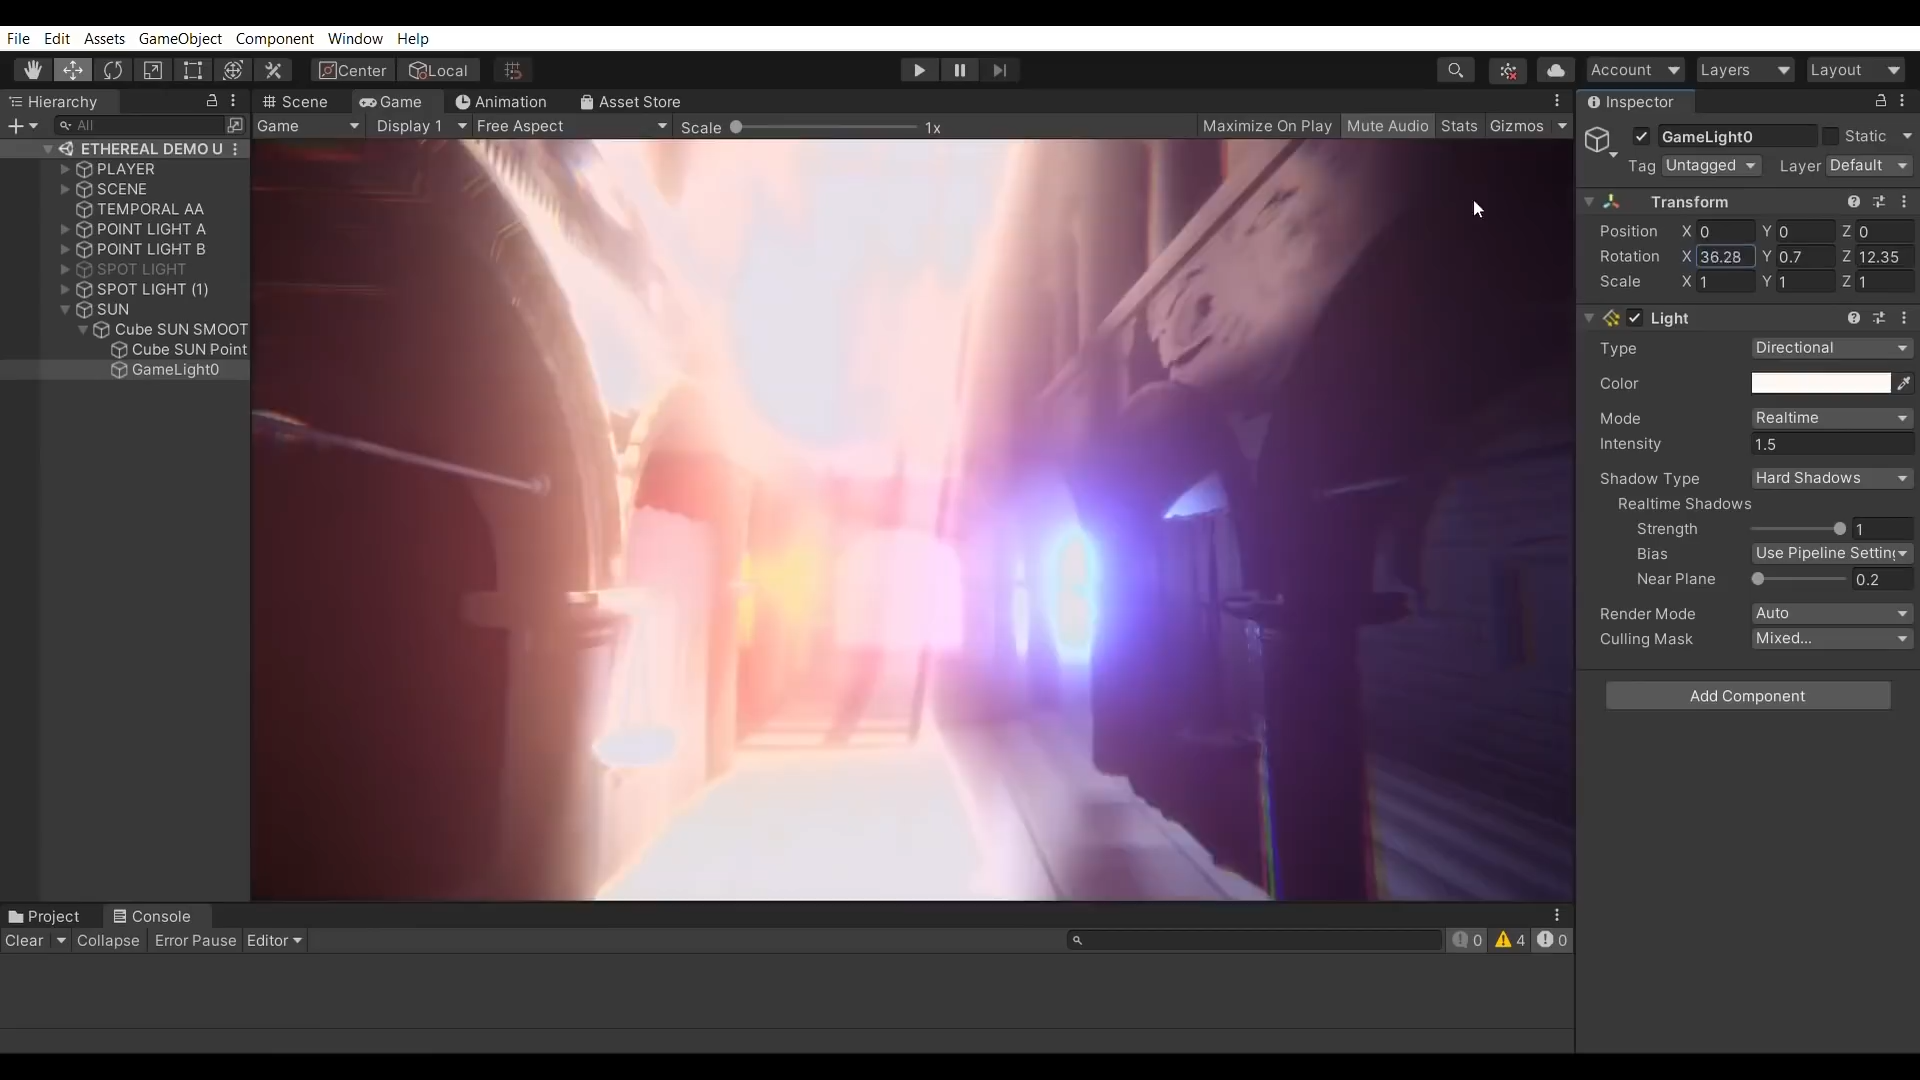 File Edit Assets GameObject Component Window Help
Center Local Account Layers Layout
Hierarchy
All
ETHEREAL DEMO U
PLAYER
SCENE
TEMPORAL AA
POINT LIGHT A
POINT LIGHT B
SPOT LIGHT
SPOT LIGHT (1)
SUN
Cube SUN SMOOT
Cube SUN Point
GameLight0
Scene Game Animation Asset Store
Game Display 1 Free Aspect Scale 1x Maximize On Play Mute Audio Stats Gizmos
Project Console
Clear Collapse Error Pause Editor 0 4 0
Inspector
GameLight0 Static
Tag Untagged Layer Default
Transform
Position X 0 Y 0 Z 0
Rotation X 36.28 Y 0.7 Z 12.35
Scale X 1 Y 1 Z 1
Light
Type Directional
Color
Mode Realtime
Intensity 1.5
Shadow Type Hard Shadows
Realtime Shadows
Strength 1
Bias Use Pipeline Setting
Near Plane 0.2
Render Mode Auto
Culling Mask Mixed...
Add Component